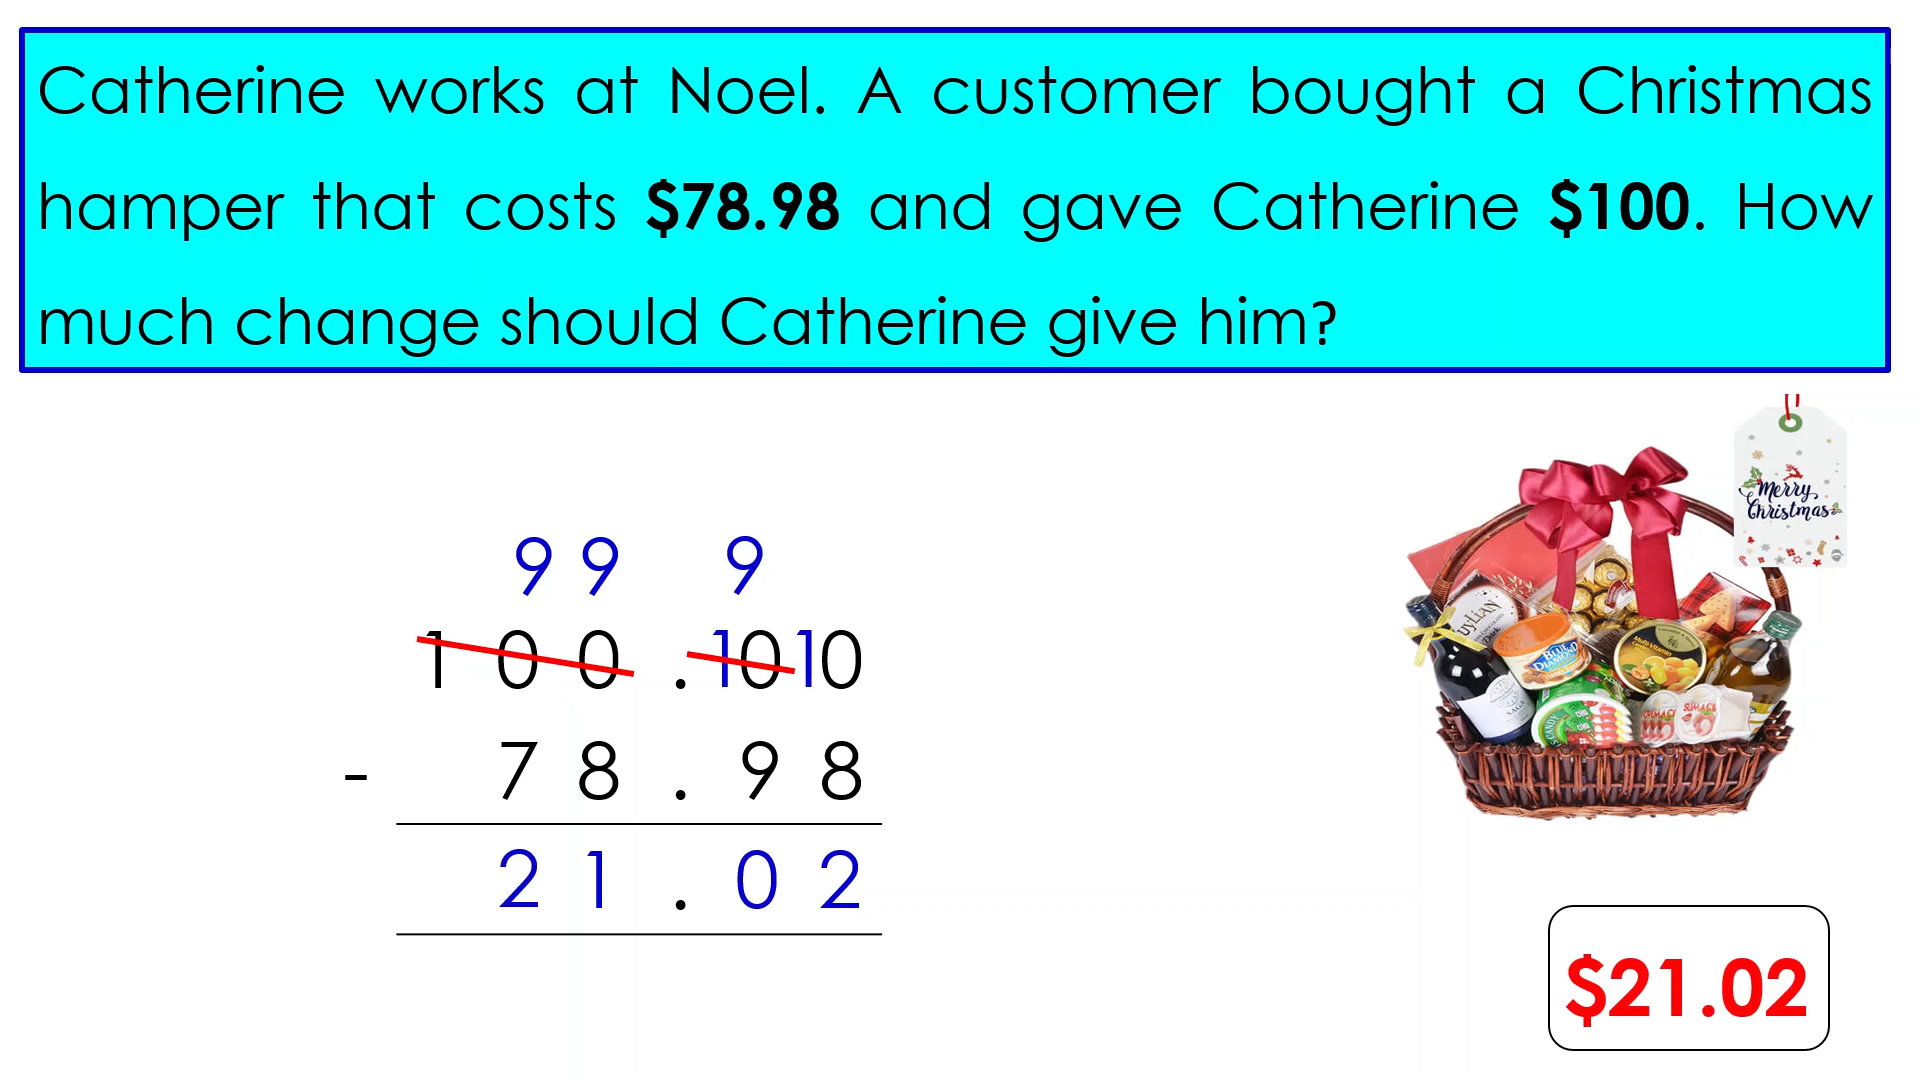 Catherine works at Noel. A customer bought a Christmas
hamper that costs $78.98 and gave Catherine $100. How
much change should Catherine give him?
Merry
Christmas
9 9 9
1 0 0 . 10 10
- 7 8 . 9 8
2 1 . 0 2
BLUE
DIAMOND
$21.02